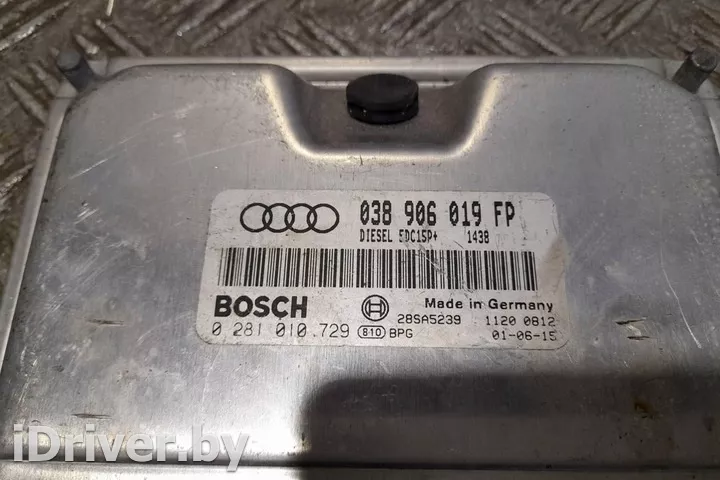 038 906 019 FP
DIESEL EDC15P+ 1438
BOSCH
Made in Germany
28SA5239 1120 0812
0 281 010.729 B10 BPG 01-06-15
iDriver.by